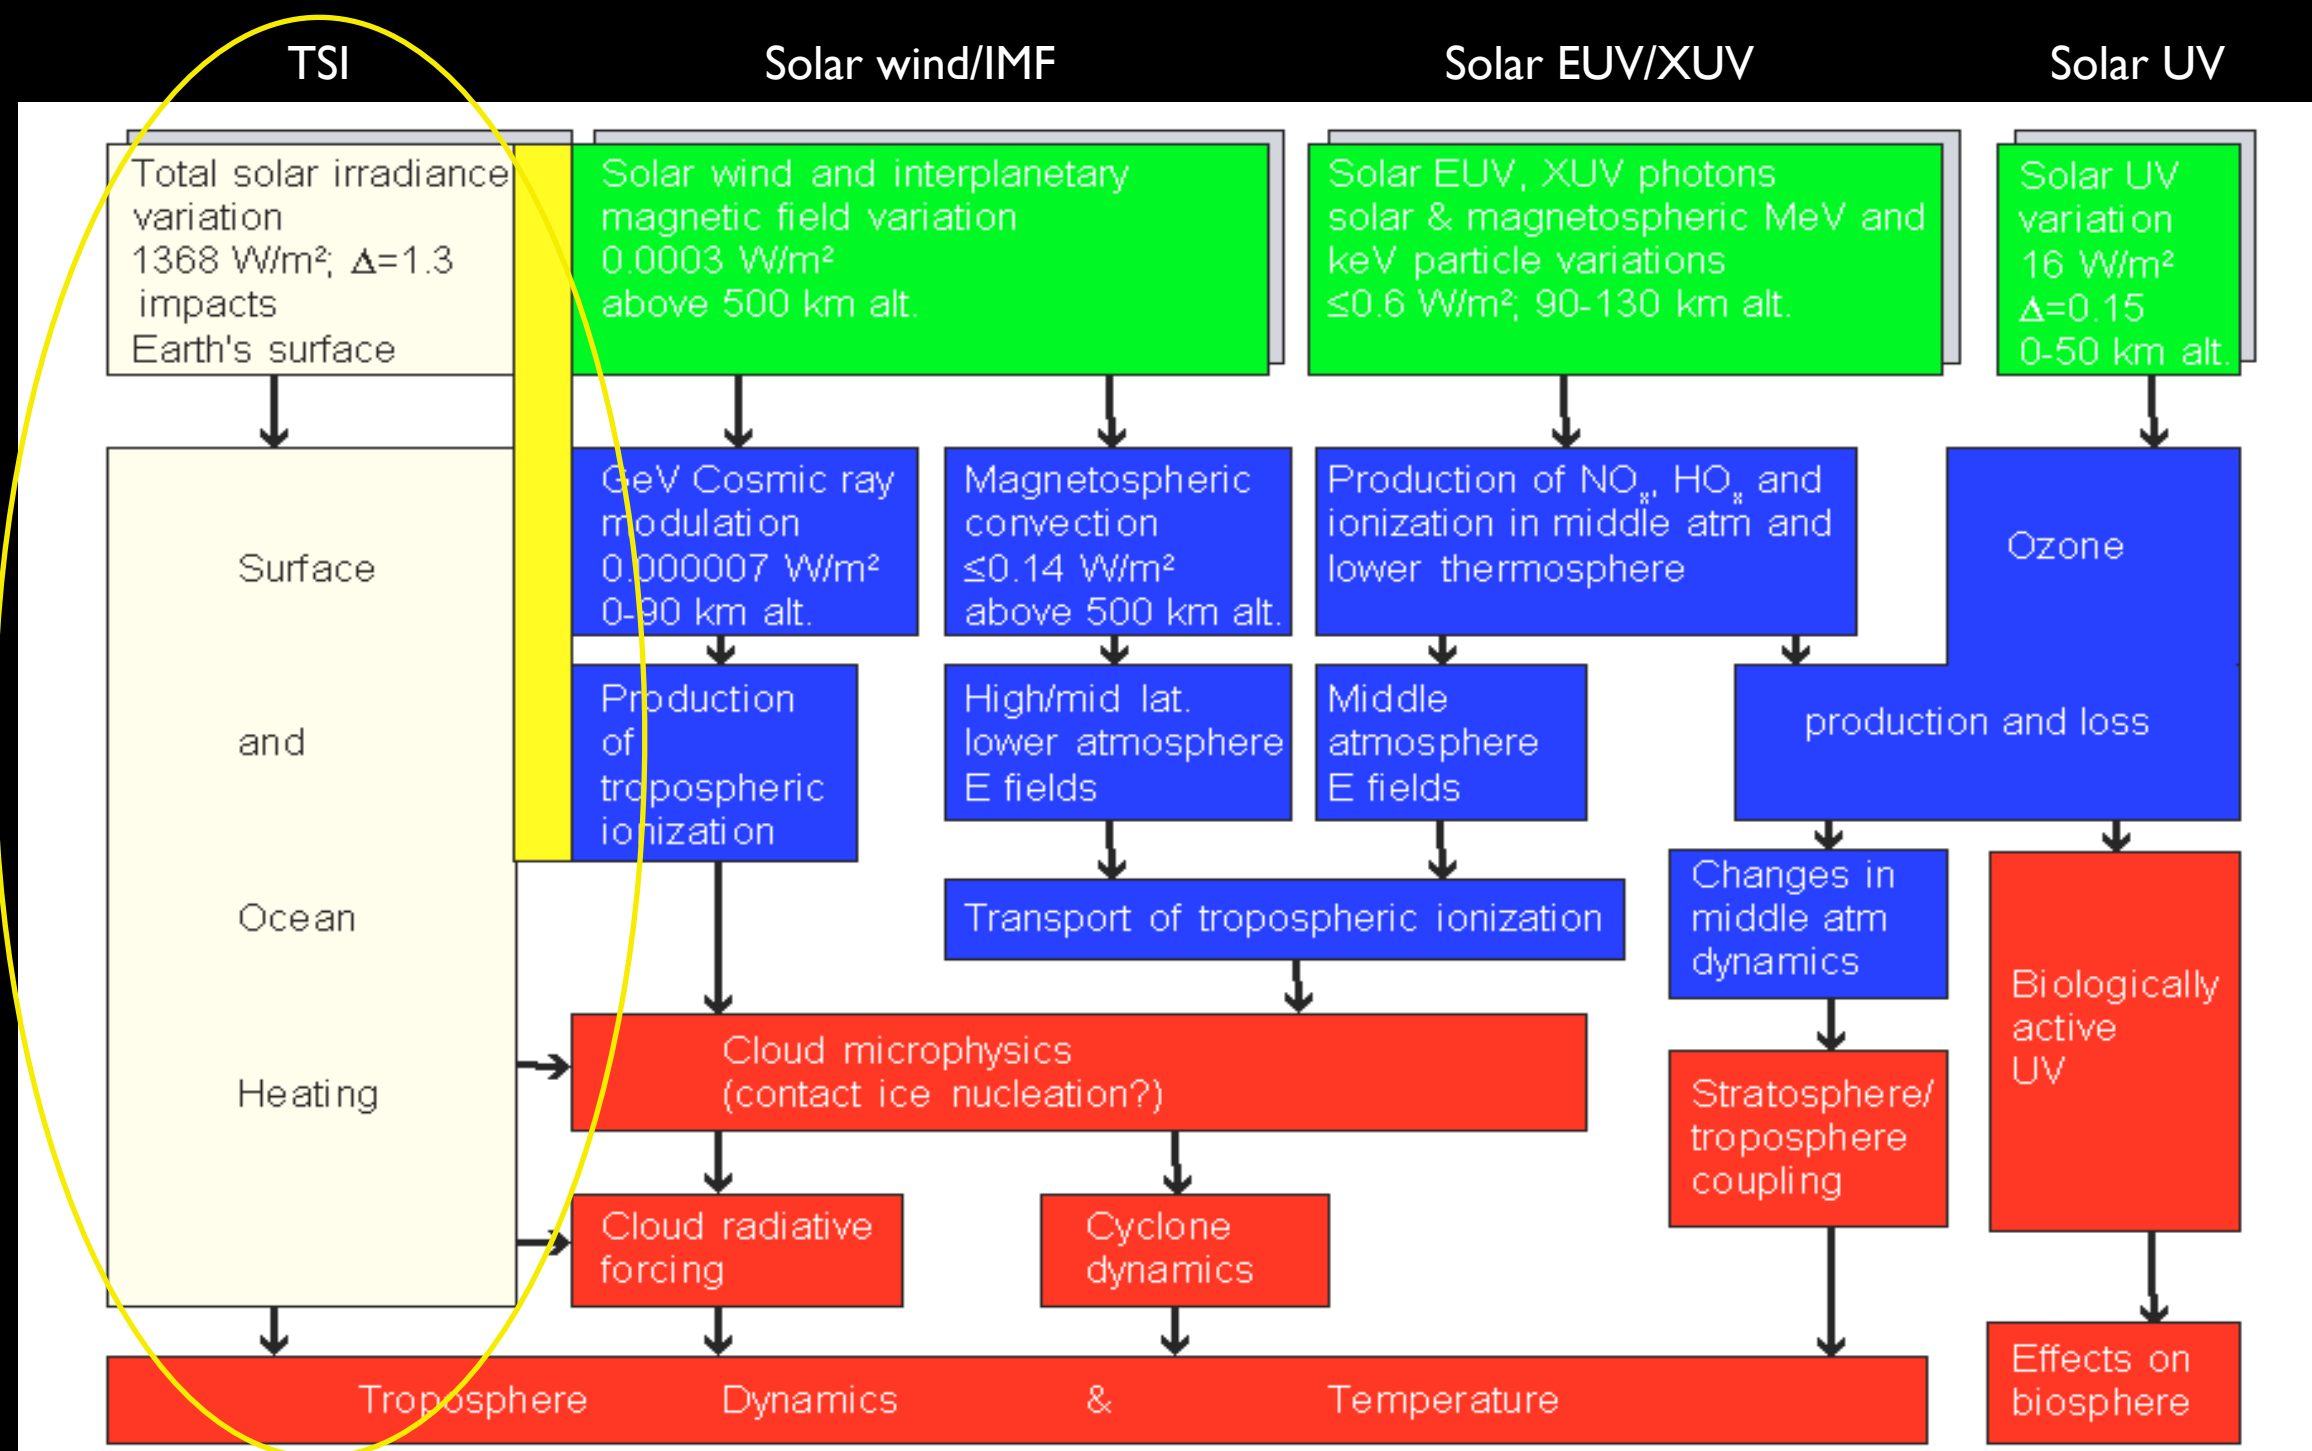 TSI
Solar wind/IMF
Solar EUV/XUV
Solar UV
Total solar irradiance
variation
1368 W/m²; Δ=1.3
impacts
Earth's surface
Solar wind and interplanetary
magnetic field variation
0.0003 W/m²
above 500 km alt.
Solar EUV, XUV photons
solar & magnetospheric MeV and
keV particle variations
≤0.6 W/m²; 90-130 km alt.
Solar UV
variation
16 W/m²
Δ=0.15
0-50 km alt.
Surface
and
Ocean
Heating
GeV Cosmic ray
modulation
0.000007 W/m²
0-90 km alt.
Magnetospheric
convection
≤0.14 W/m²
above 500 km alt.
Production of NOₓ, HOₓ and
ionization in middle atm and
lower thermosphere
Ozone
production and loss
Production
of
tropospheric
ionization
High/mid lat.
lower atmosphere
E fields
Middle
atmosphere
E fields
Transport of tropospheric ionization
Changes in
middle atm
dynamics
Biologically
active
UV
Cloud microphysics
(contact ice nucleation?)
Stratosphere/
troposphere
coupling
Cloud radiative
forcing
Cyclone
dynamics
Troposphere Dynamics & Temperature
Effects on
biosphere